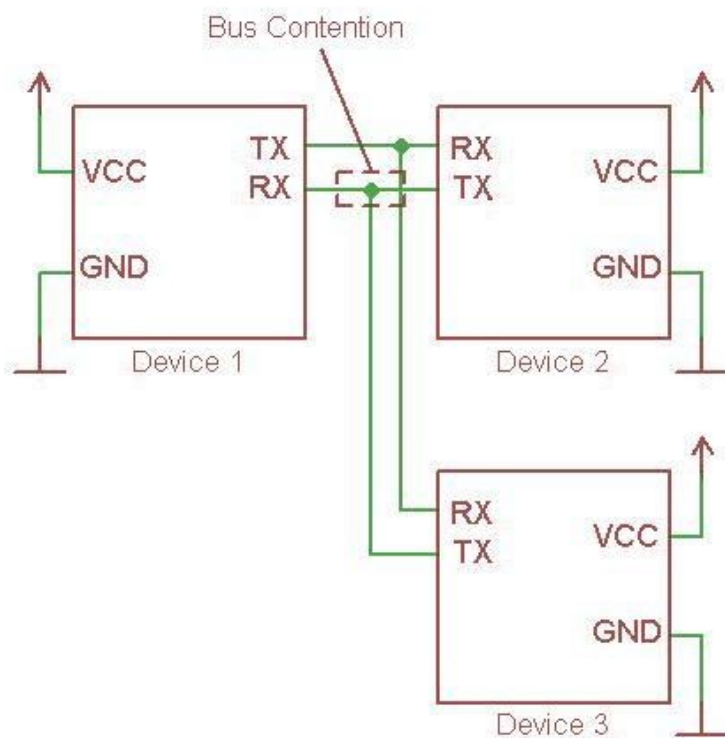 Bus Contention
TX
RX
VCC
GND
Device 1
RX
TX
VCC
GND
Device 2
RX
TX
VCC
GND
Device 3